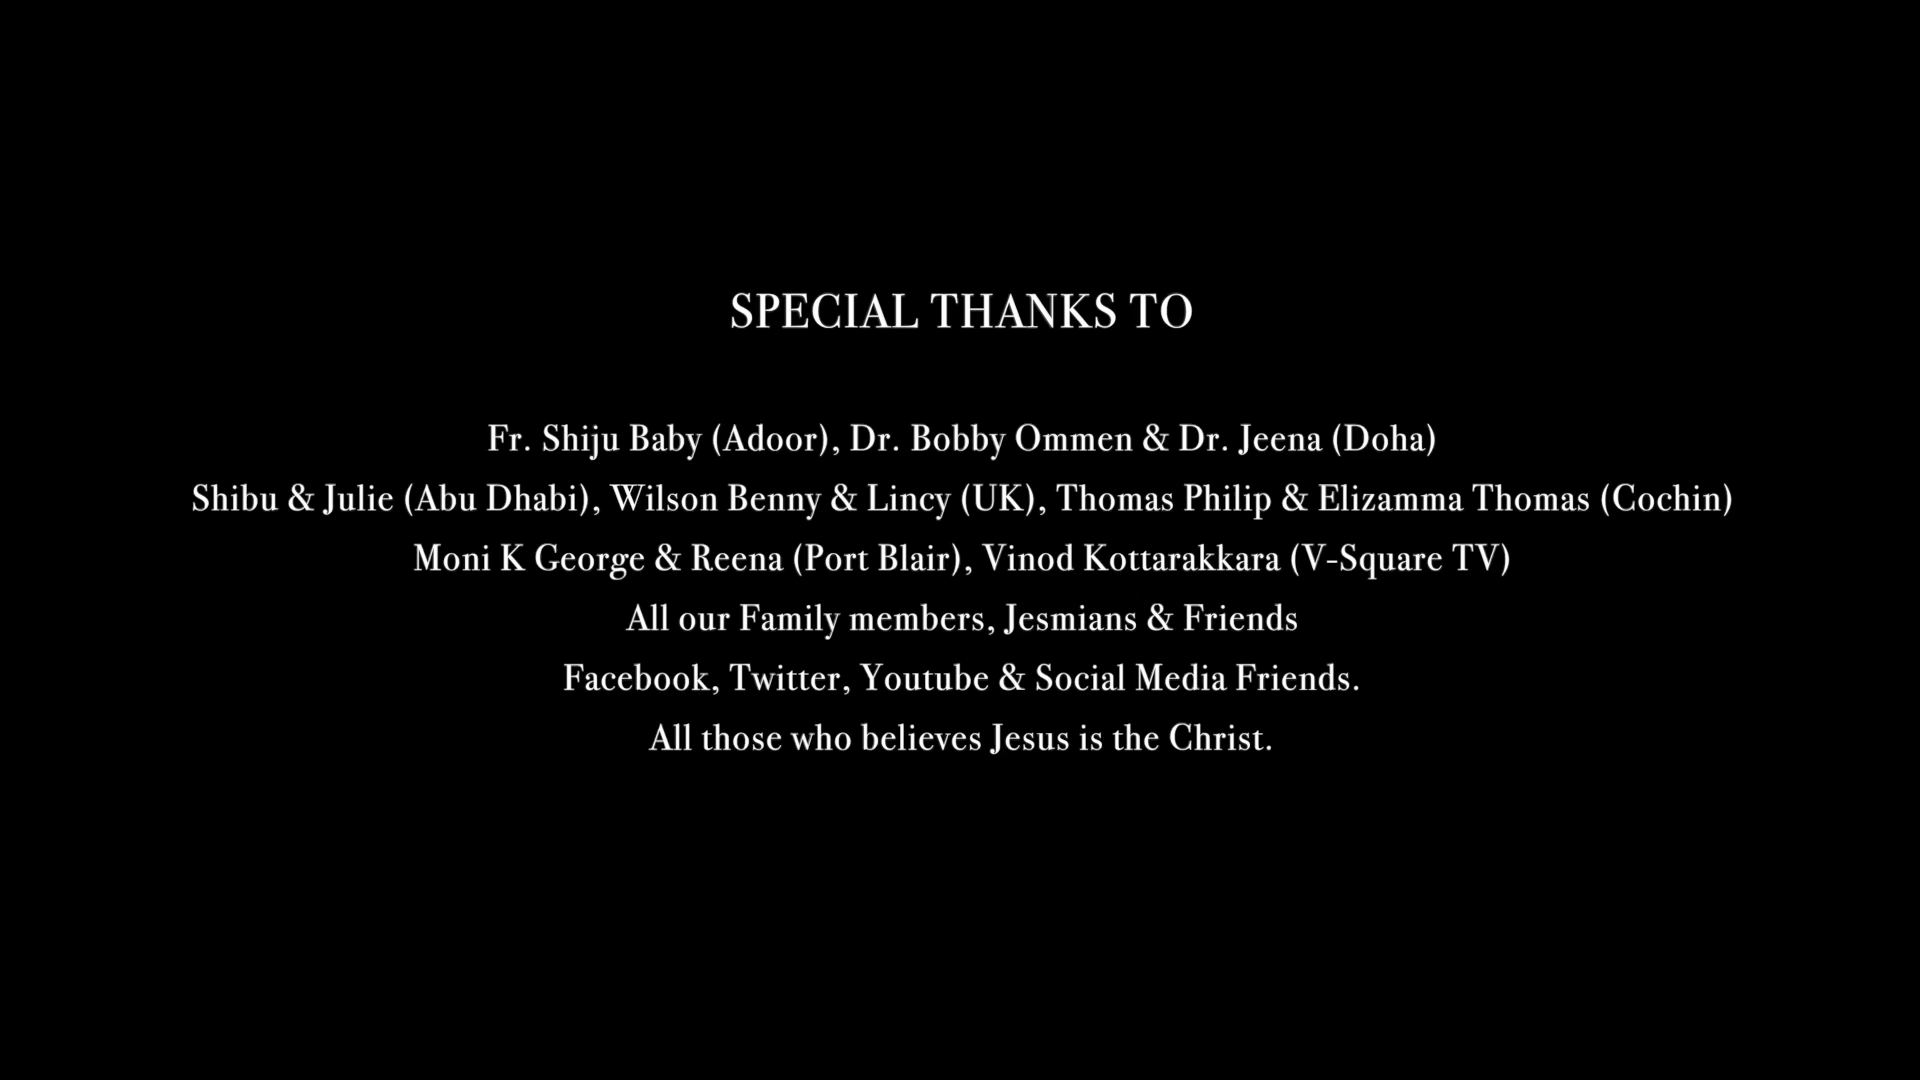 SPECIAL THANKS TO
Fr. Shiju Baby (Adoor), Dr. Bobby Ommen & Dr. Jeena (Doha)
Shibu & Julie (Abu Dhabi), Wilson Benny & Lincy (UK), Thomas Philip & Elizamma Thomas (Cochin)
Moni K George & Reena (Port Blair), Vinod Kottarakkara (V-Square TV)
All our Family members, Jesmians & Friends
Facebook, Twitter, Youtube & Social Media Friends.
All those who believes Jesus is the Christ.